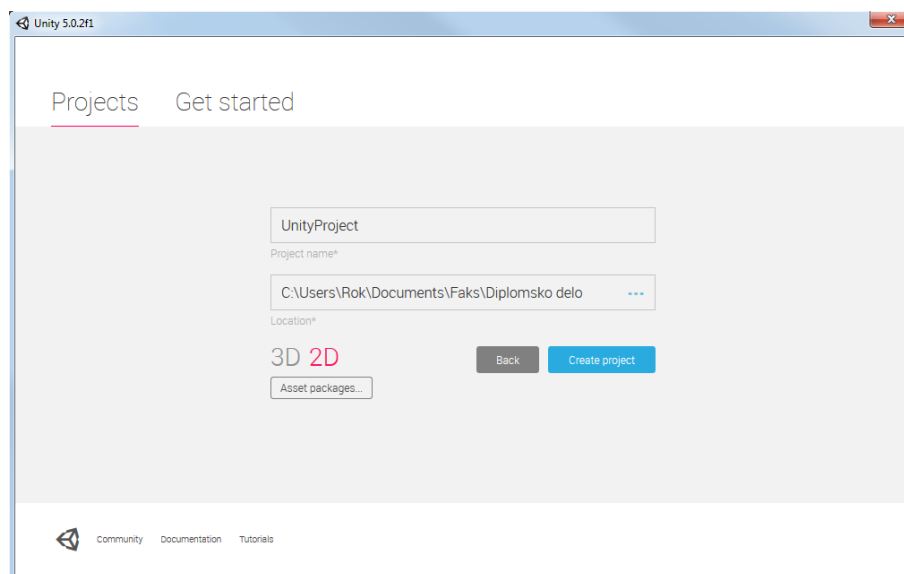 Unity 5.0.2f1
Projects Get started
UnityProject
Project name*
C:\Users\Rok\Documents\Faks\Diplomsko delo ...
Location*
3D 2D Back Create project
Asset packages...
Community Documentation Tutorials